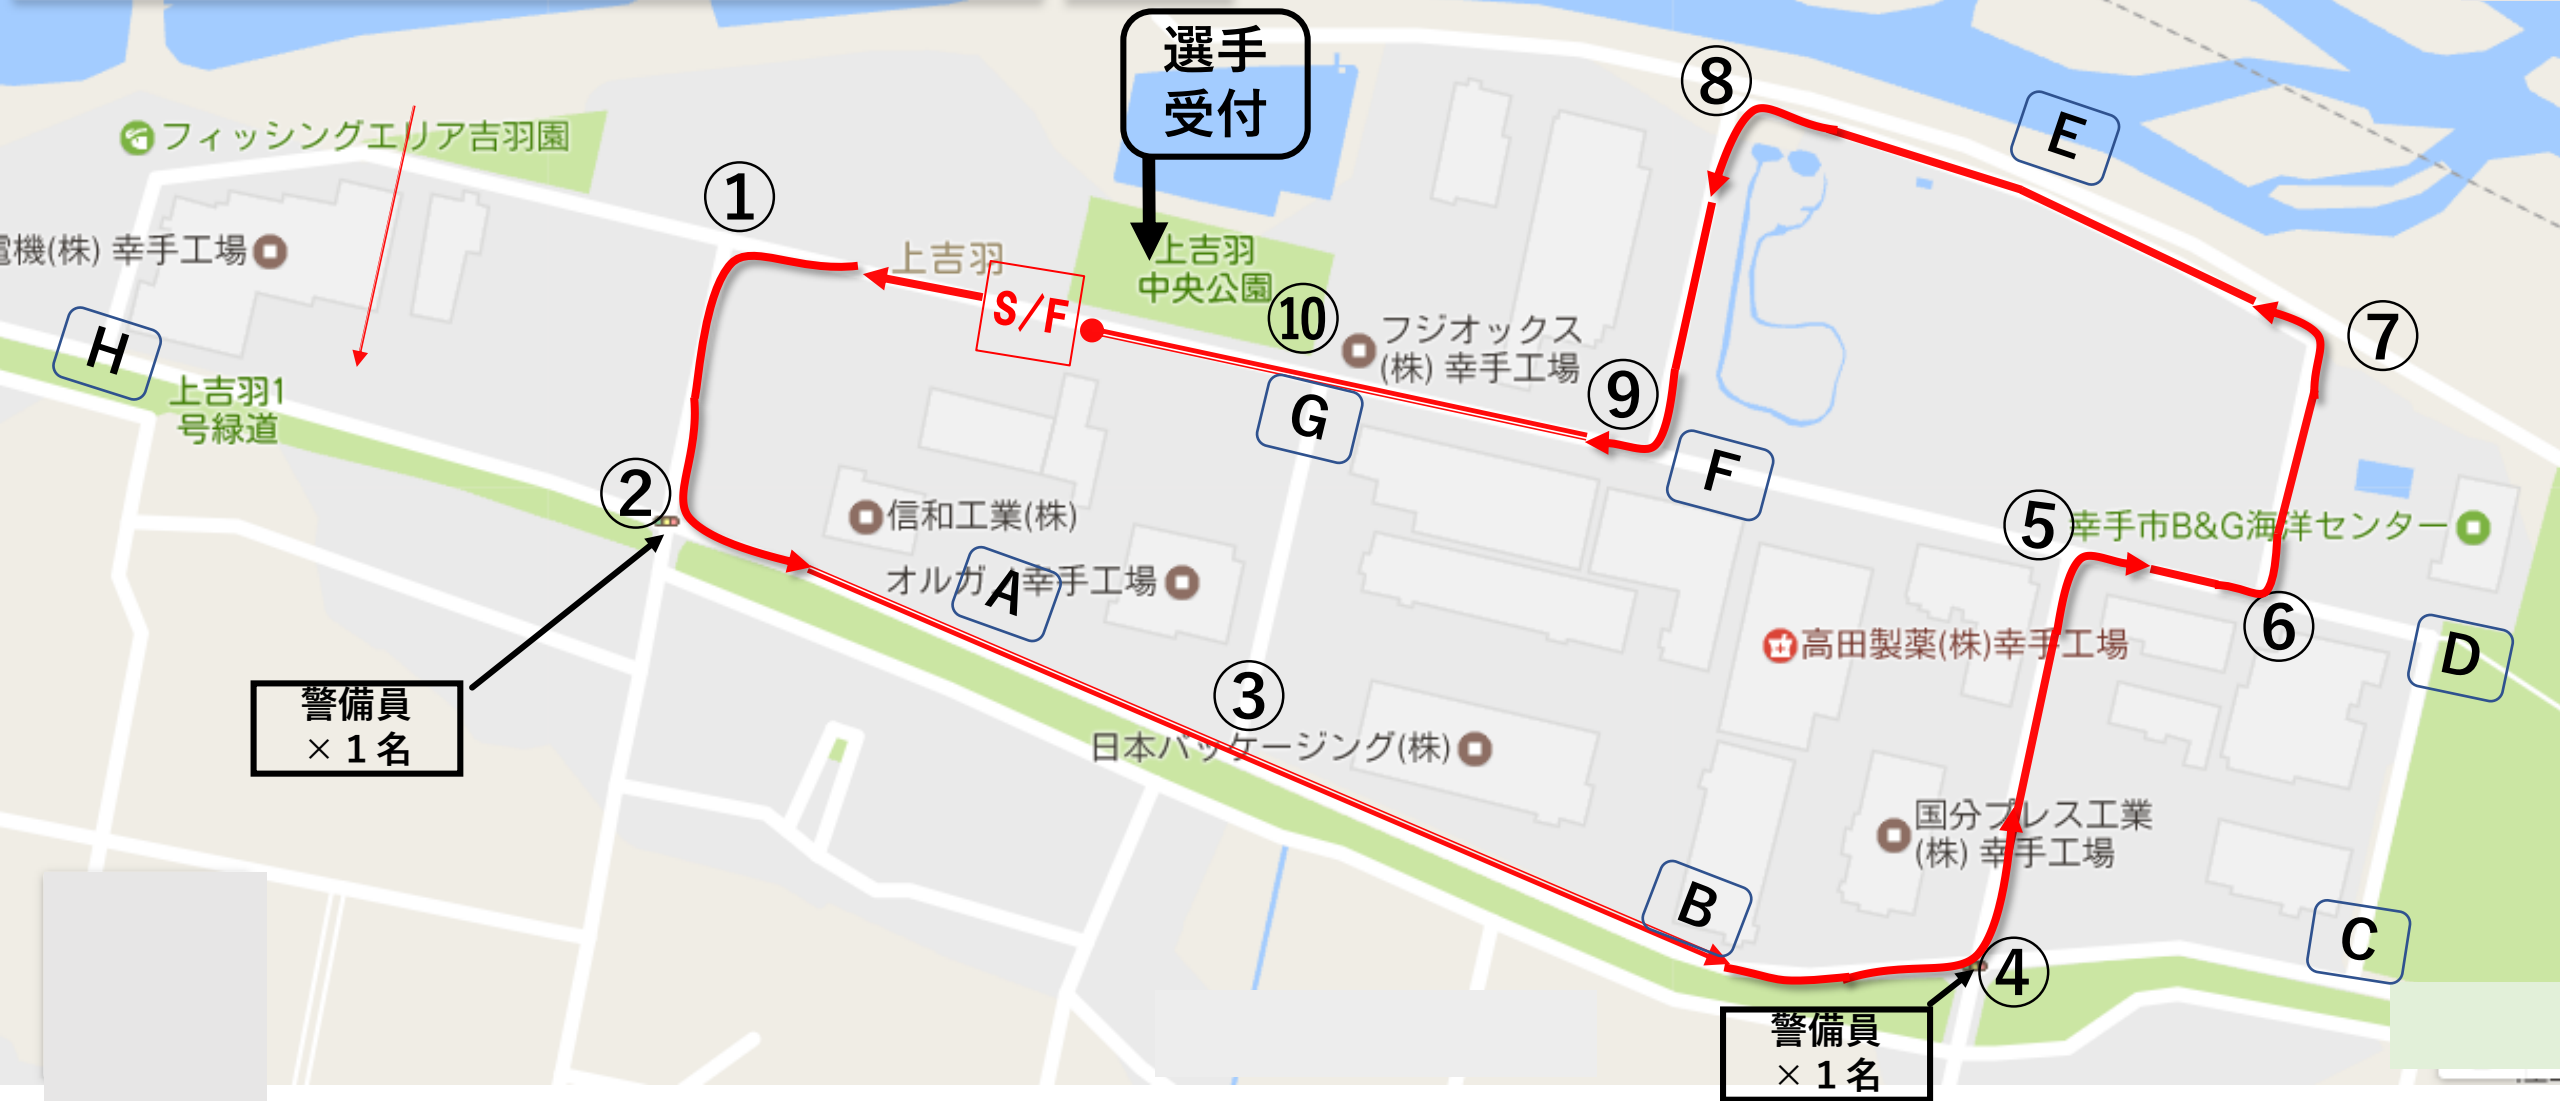 選手
受付
⑧
E
フィッシングエリア吉羽園
①
上吉羽
上吉羽
中央公園
電機(株) 幸手工場
S/F
⑩
フジオックス
(株) 幸手工場
⑦
H
上吉羽1
号緑道
G
⑨
F
②
信和工業(株)
⑤
幸手市B&G海洋センター
オルガノ幸手工場
A
⑥
高田製薬(株)幸手工場
D
③
警備員
×1名
日本パッケージング(株)
国分プレス工業
(株) 幸手工場
B
C
④
警備員
×1名